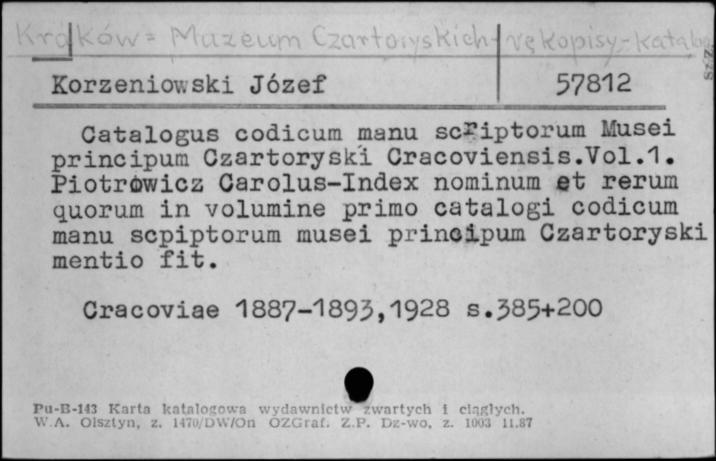 Kraków = Muzeum Czartoryskich - rękopisy - katalog
Korzeniowski Józef 57812
Catalogus codicum manu scriptorum Musei
principum Czartoryski Cracoviensis.Vol.1.
Piotrowicz Carolus-Index nominum et rerum
quorum in volumine primo catalogi codicum
manu scpiptorum musei principum Czartoryski
mentio fit.
Cracoviae 1887-1893,1928 s.385+200
Pu-B-143 Karta katalogowa wydawnictw zwartych i ciągłych.
W.A. Olsztyn, z. 1470/DW/On OZGraf. Z.P. Dz-wo, z. 1003 11.87